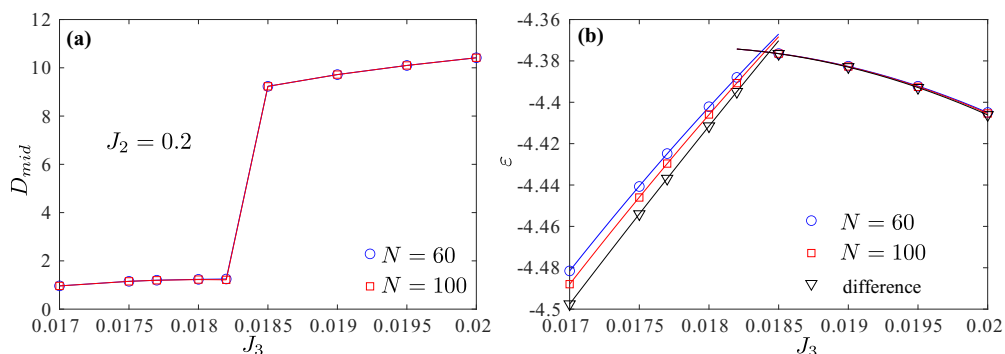 (a)
12
10
8
6
4
2
0
D_{mid}
J_2 = 0.2
N = 60
N = 100
0.017 0.0175 0.018 0.0185 0.019 0.0195 0.02
J_3
(b)
-4.36
-4.38
-4.4
-4.42
-4.44
-4.46
-4.48
-4.5
ε
N = 60
N = 100
difference
0.017 0.0175 0.018 0.0185 0.019 0.0195 0.02
J_3